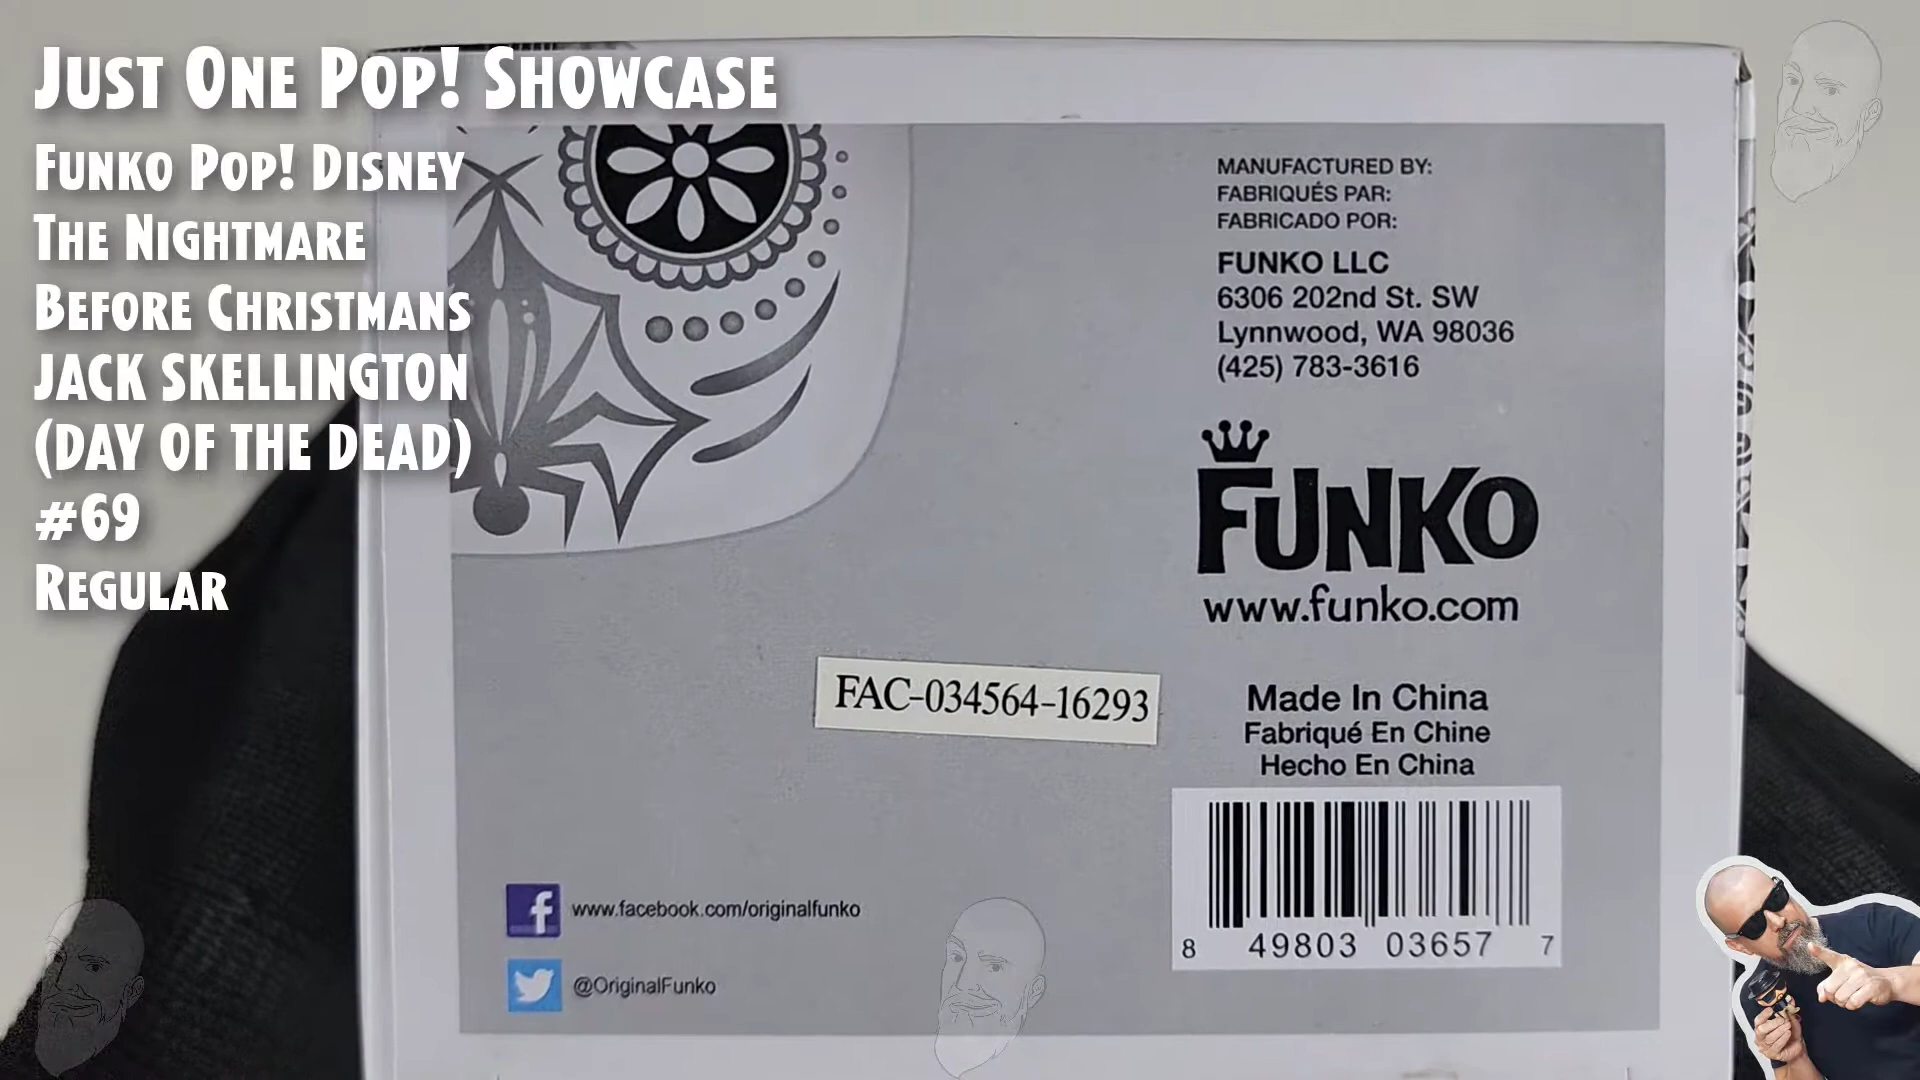 Just One Pop! Showcase
Funko Pop! Disney
The Nightmare
Before Christmans
JACK SKELLINGTON
(DAY OF THE DEAD)
#69
Regular
MANUFACTURED BY:
FABRIQUÉS PAR:
FABRICADO POR:
FUNKO LLC
6306 202nd St. SW
Lynnwood, WA 98036
(425) 783-3616
FUNKO
www.funko.com
FAC-034564-16293
Made In China
Fabriqué En Chine
Hecho En China
8 49803 03657 7
www.facebook.com/originalfunko
@OriginalFunko